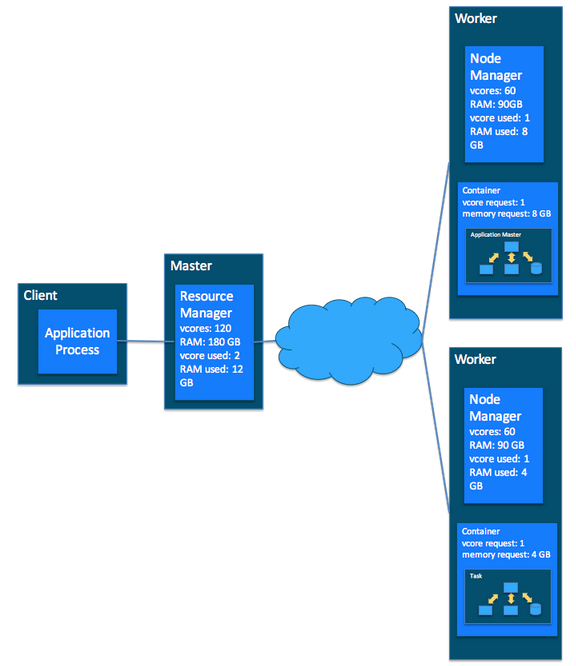 Client
Application
Process
Master
Resource
Manager
vcores: 120
RAM: 180 GB
vcore used: 2
RAM used: 12
GB
Worker
Node
Manager
vcores: 60
RAM: 90GB
vcore used: 1
RAM used: 8
GB
Container
vcore request: 1
memory request: 8 GB
Application Master
Worker
Node
Manager
vcores: 60
RAM: 90 GB
vcore used: 1
RAM used: 4
GB
Container
vcore request: 1
memory request: 4 GB
Task